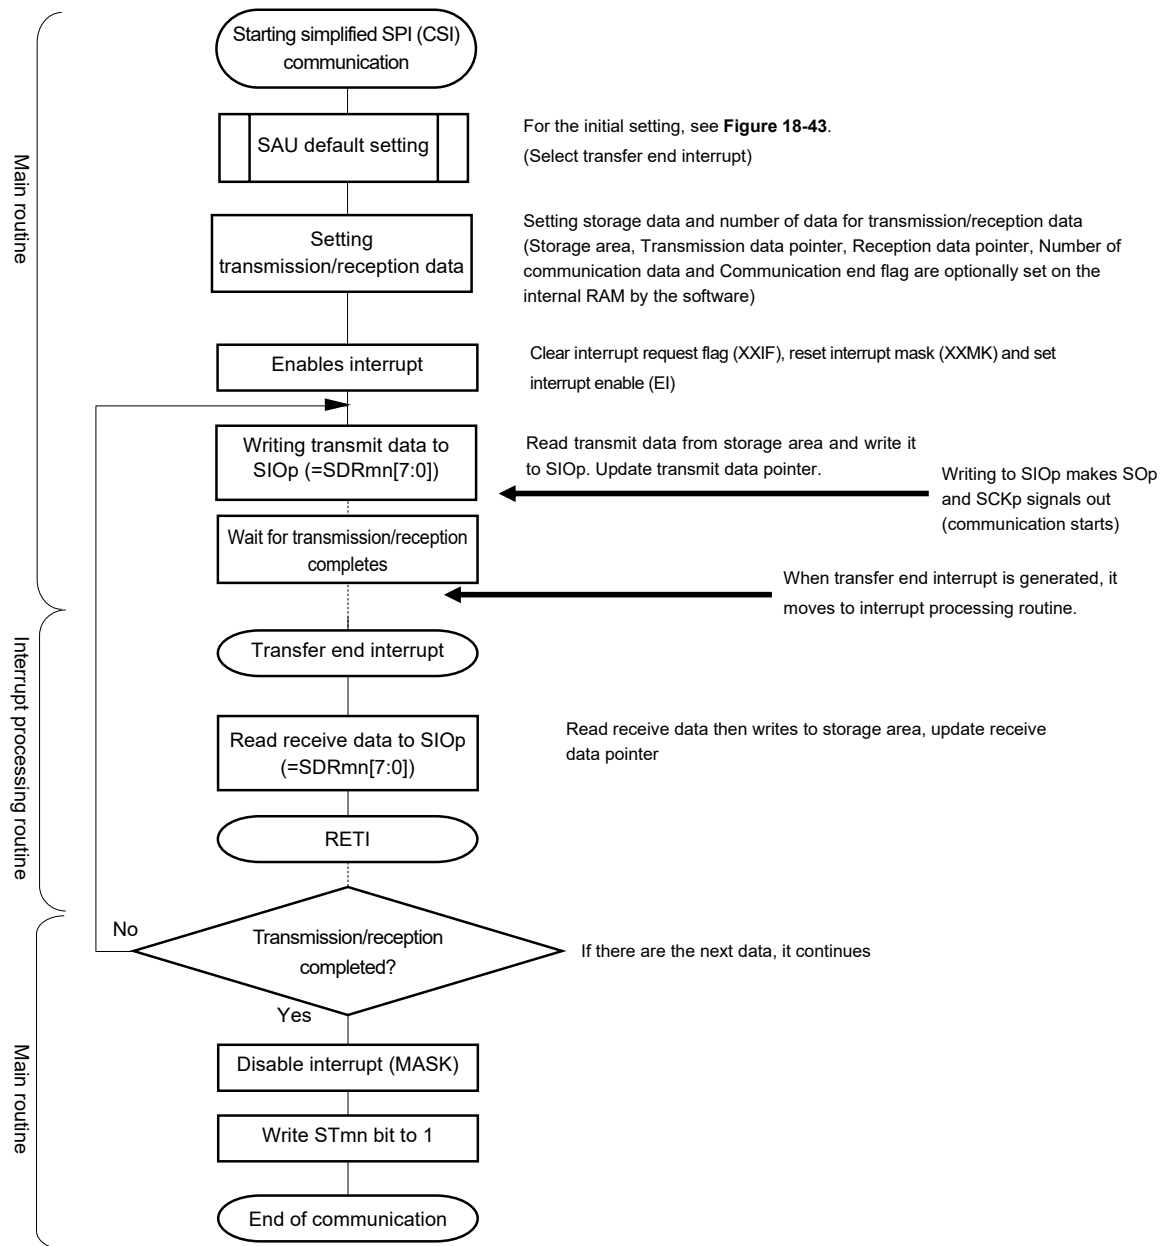 Starting simplified SPI (CSI)
communication
SAU default setting
For the initial setting, see Figure 18-43.
(Select transfer end interrupt)
Main routine
Setting
transmission/reception data
Setting storage data and number of data for transmission/reception data
(Storage area, Transmission data pointer, Reception data pointer, Number of
communication data and Communication end flag are optionally set on the
internal RAM by the software)
Enables interrupt
Clear interrupt request flag (XXIF), reset interrupt mask (XXMK) and set
interrupt enable (EI)
Writing transmit data to
SIOp (=SDRmn[7:0])
Read transmit data from storage area and write it
to SIOp. Update transmit data pointer.
Writing to SIOp makes SOp
and SCKp signals out
(communication starts)
Wait for transmission/reception
completes
When transfer end interrupt is generated, it
moves to interrupt processing routine.
Interrupt processing routine
Transfer end interrupt
Read receive data to SIOp
(=SDRmn[7:0])
Read receive data then writes to storage area, update receive
data pointer
RETI
No
Transmission/reception
completed?
If there are the next data, it continues
Yes
Main routine
Disable interrupt (MASK)
Write STmn bit to 1
End of communication